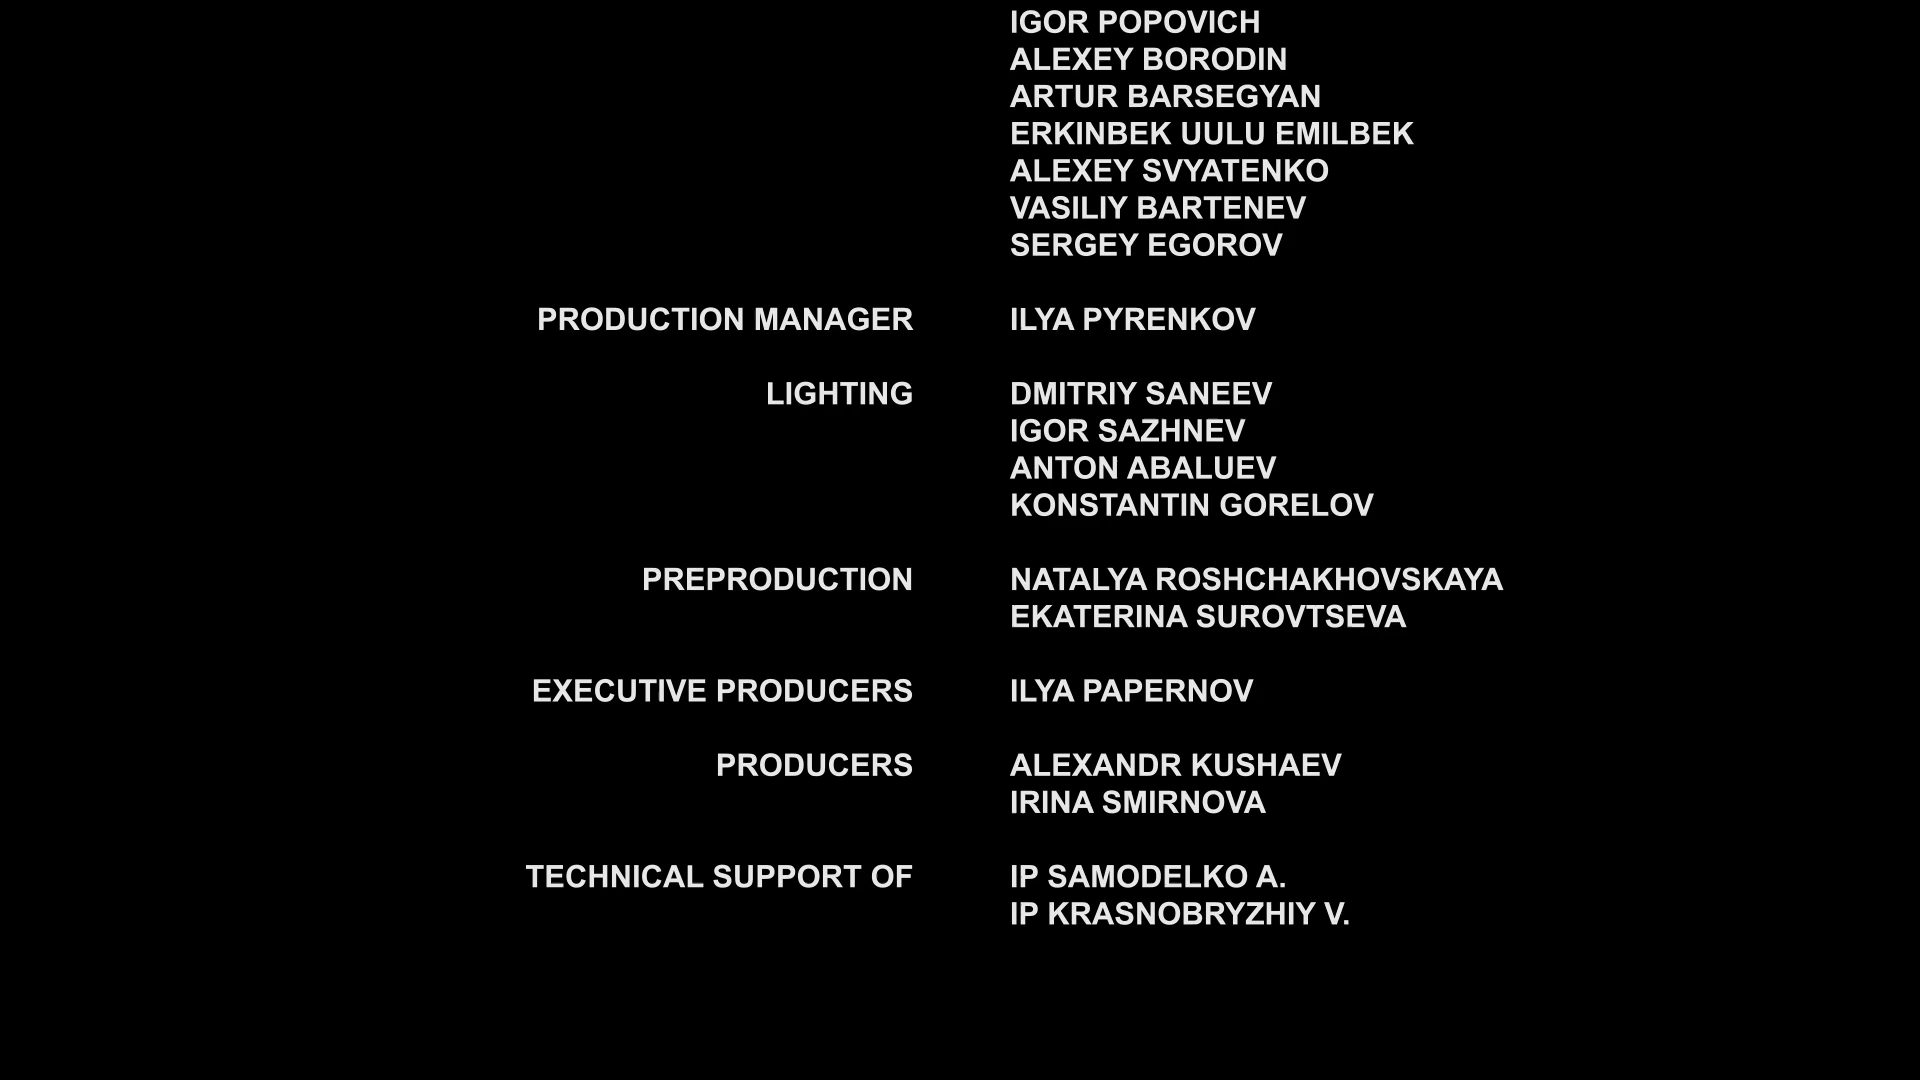 IGOR POPOVICH
ALEXEY BORODIN
ARTUR BARSEGYAN
ERKINBEK UULU EMILBEK
ALEXEY SVYATENKO
VASILIY BARTENEV
SERGEY EGOROV
PRODUCTION MANAGER ILYA PYRENKOV
LIGHTING DMITRIY SANEEV
IGOR SAZHNEV
ANTON ABALUEV
KONSTANTIN GORELOV
PREPRODUCTION NATALYA ROSHCHAKHOVSKAYA
EKATERINA SUROVTSEVA
EXECUTIVE PRODUCERS ILYA PAPERNOV
PRODUCERS ALEXANDR KUSHAEV
IRINA SMIRNOVA
TECHNICAL SUPPORT OF IP SAMODELKO A.
IP KRASNOBRYZHIY V.